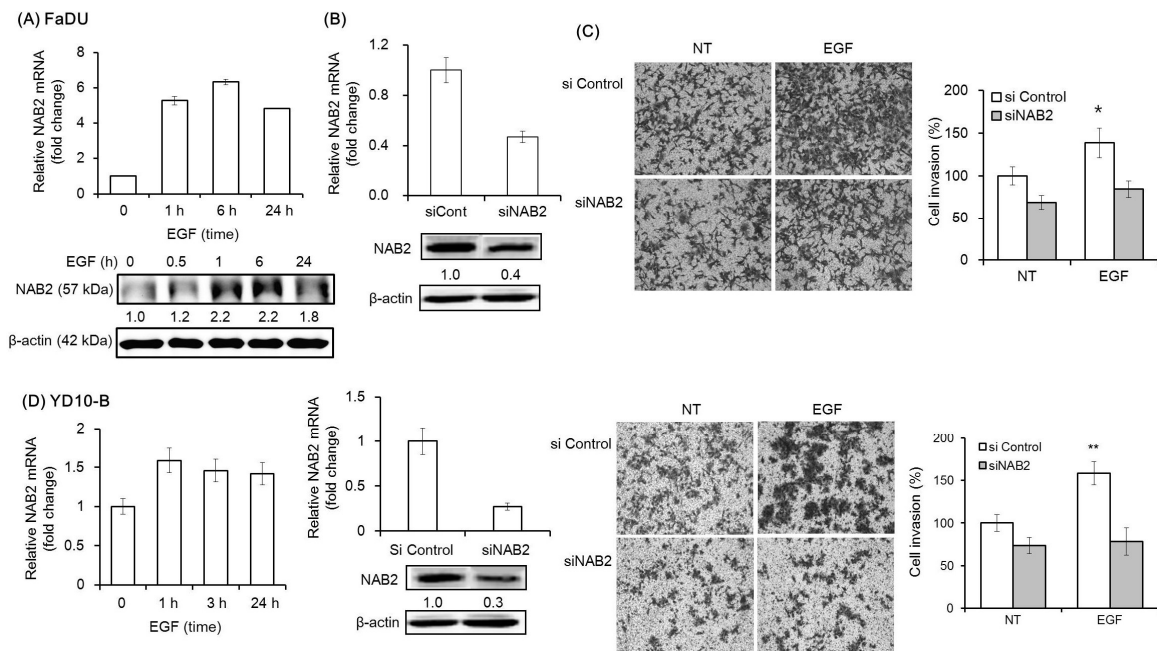 (A) FaDU
Relative NAB2 mRNA
(fold change)
8
6
4
2
0
0 1 h 6 h 24 h
EGF (time)
EGF (h) 0 0.5 1 6 24
NAB2 (57 kDa)
1.0 1.2 2.2 2.2 1.8
β-actin (42 kDa)
(B)
Relative NAB2 mRNA
(fold change)
1.2
0.8
0.4
0.0
siCont siNAB2
NAB2
1.0 0.4
β-actin
(C)
NT EGF
si Control
siNAB2
Cell invasion (%)
200
150
100
50
0
si Control
siNAB2
*
NT EGF
(D) YD10-B
Relative NAB2 mRNA
(fold change)
2
1.5
1
0.5
0
0 1 h 3 h 24 h
EGF (time)
Relative NAB2 mRNA
(fold change)
1.5
1
0.5
0
Si Control siNAB2
NAB2
1.0 0.3
β-actin
NT EGF
si Control
siNAB2
Cell invasion (%)
200
150
100
50
0
si Control
siNAB2
**
NT EGF